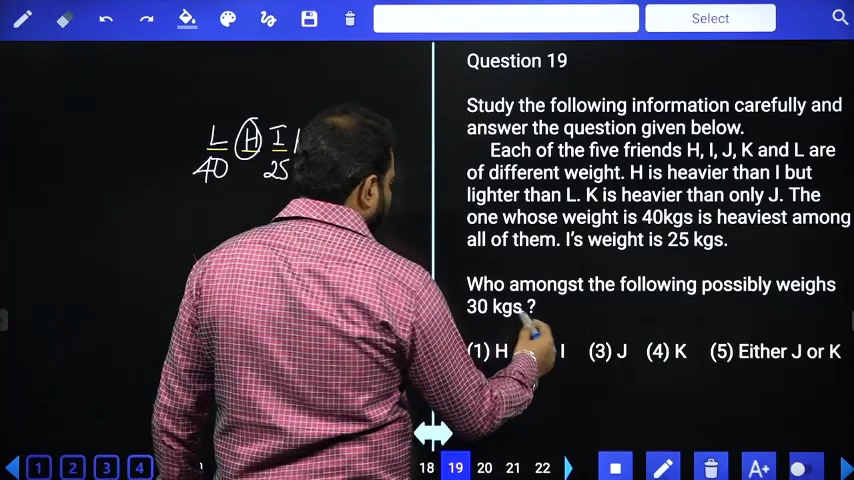 Select
Question 19
Study the following information carefully and
answer the question given below.
Each of the five friends H, I, J, K and L are
of different weight. H is heavier than I but
lighter than L. K is heavier than only J. The
one whose weight is 40kgs is heaviest among
all of them. I's weight is 25 kgs.
Who amongst the following possibly weighs
30 kgs ?
(1) H I (3) J (4) K (5) Either J or K
L H I
40 25
1 2 3 4 18 19 20 21 22 A+